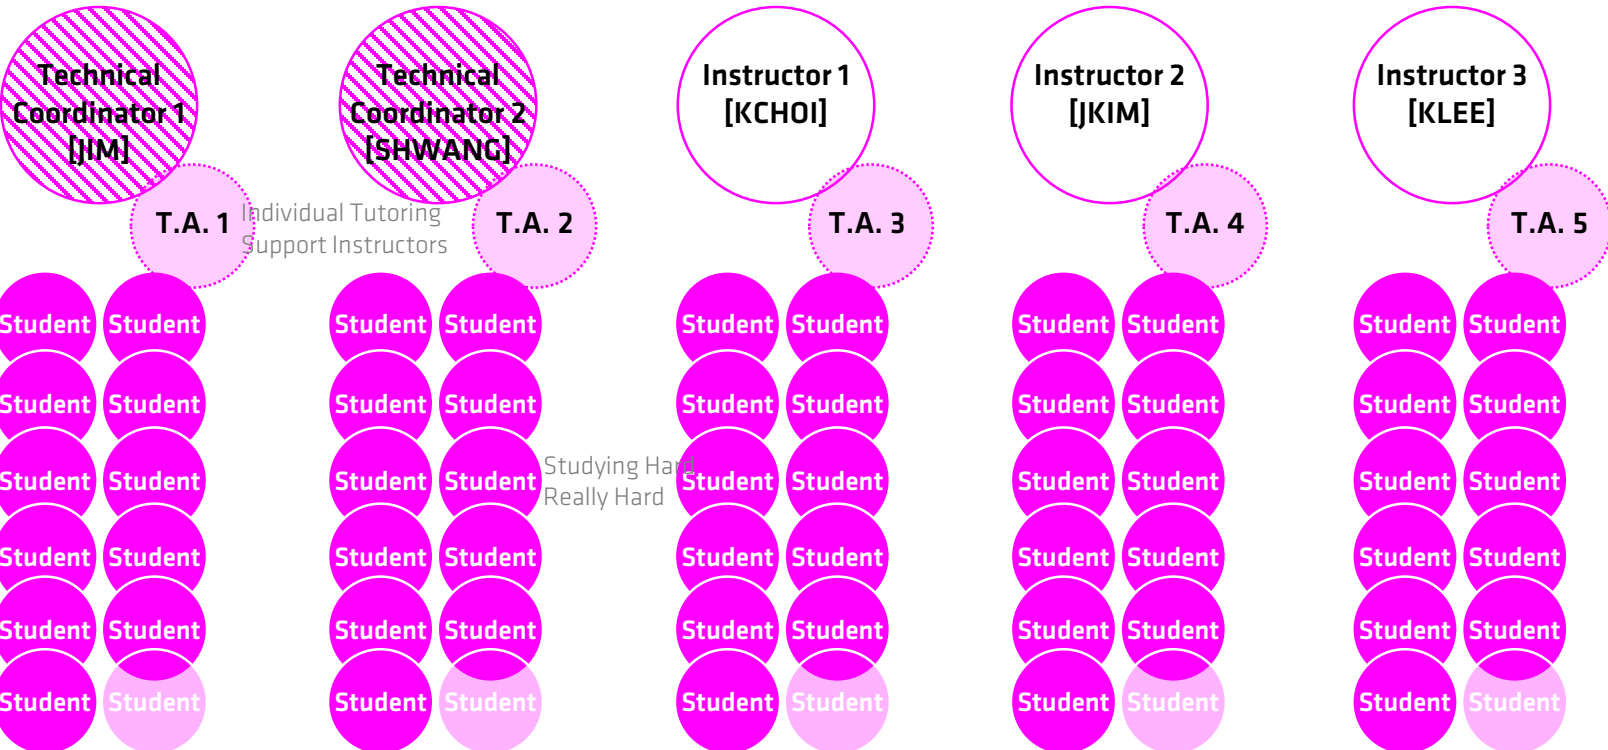 Technical
Coordinator 1
[JIM]
Technical
Coordinator 2
[SHWANG]
Instructor 1
[KCHOI]
Instructor 2
[JKIM]
Instructor 3
[KLEE]
T.A. 1
Individual Tutoring
Support Instructors
T.A. 2
T.A. 3
T.A. 4
T.A. 5
Student Student Student Student Student Student Student Student Student Student
Student Student Student Student Student Student Student Student Student Student
Student Student Student Student
Studying Hard
Really Hard
Student Student Student Student Student Student
Student Student Student Student Student Student Student Student Student Student
Student Student Student Student Student Student Student Student Student Student
Student Student Student Student Student Student Student Student Student Student